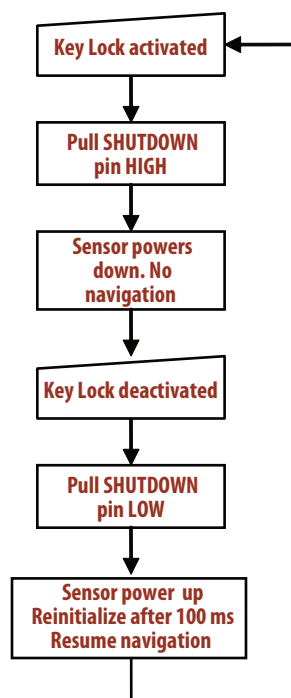 Key Lock activated
Pull SHUTDOWN
pin HIGH
Sensor powers
down. No
navigation
Key Lock deactivated
Pull SHUTDOWN
pin LOW
Sensor power up
Reinitialize after 100 ms
Resume navigation